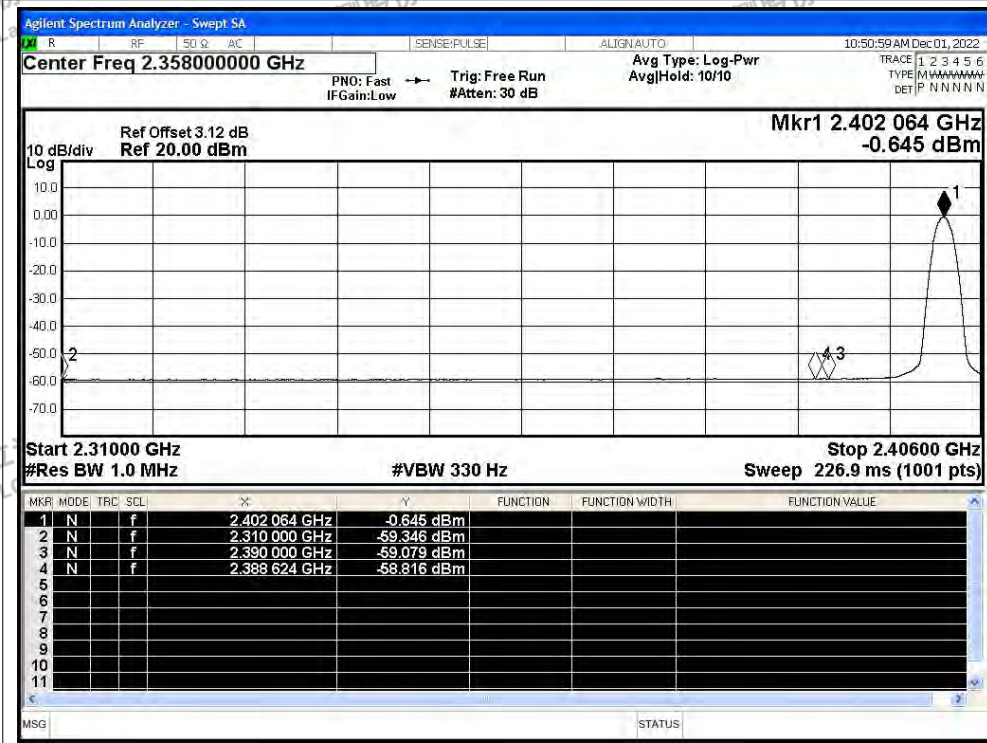 Agilent Spectrum Analyzer - Swept SA
LXI R RF 50 Ω AC SENSE:PULSE ALIGN AUTO 10:50:59 AM Dec 01, 2022
Center Freq 2.358000000 GHz
PNO: Fast
IFGain:Low
Trig: Free Run
#Atten: 30 dB
Avg Type: Log-Pwr
Avg|Hold: 10/10
TRACE 1 2 3 4 5 6
TYPE M
DET P N N N N N
Mkr1 2.402 064 GHz
-0.645 dBm
Ref Offset 3.12 dB
10 dB/div Ref 20.00 dBm
Log
10.0
0.00
-10.0
-20.0
-30.0
-40.0
-50.0
-60.0
-70.0
1
2
4 3
Start 2.31000 GHz Stop 2.40600 GHz
#Res BW 1.0 MHz #VBW 330 Hz Sweep 226.9 ms (1001 pts)
MKR MODE TRC SCL X Y FUNCTION FUNCTION WIDTH FUNCTION VALUE
1 N f 2.402 064 GHz -0.645 dBm
2 N f 2.310 000 GHz -59.346 dBm
3 N f 2.390 000 GHz -59.079 dBm
4 N f 2.388 624 GHz -58.816 dBm
5
6
7
8
9
10
11
MSG STATUS